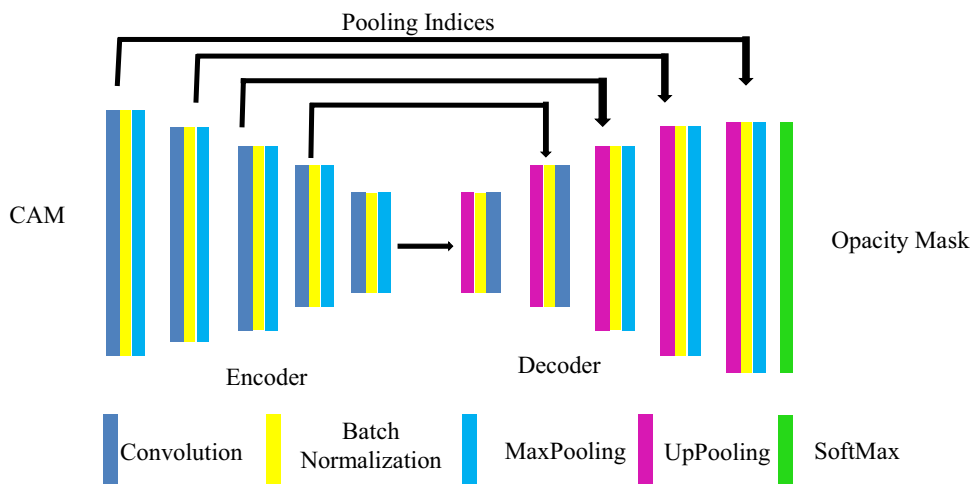 Pooling Indices
CAM
Opacity Mask
Encoder
Decoder
Convolution
Batch
Normalization
MaxPooling
UpPooling
SoftMax